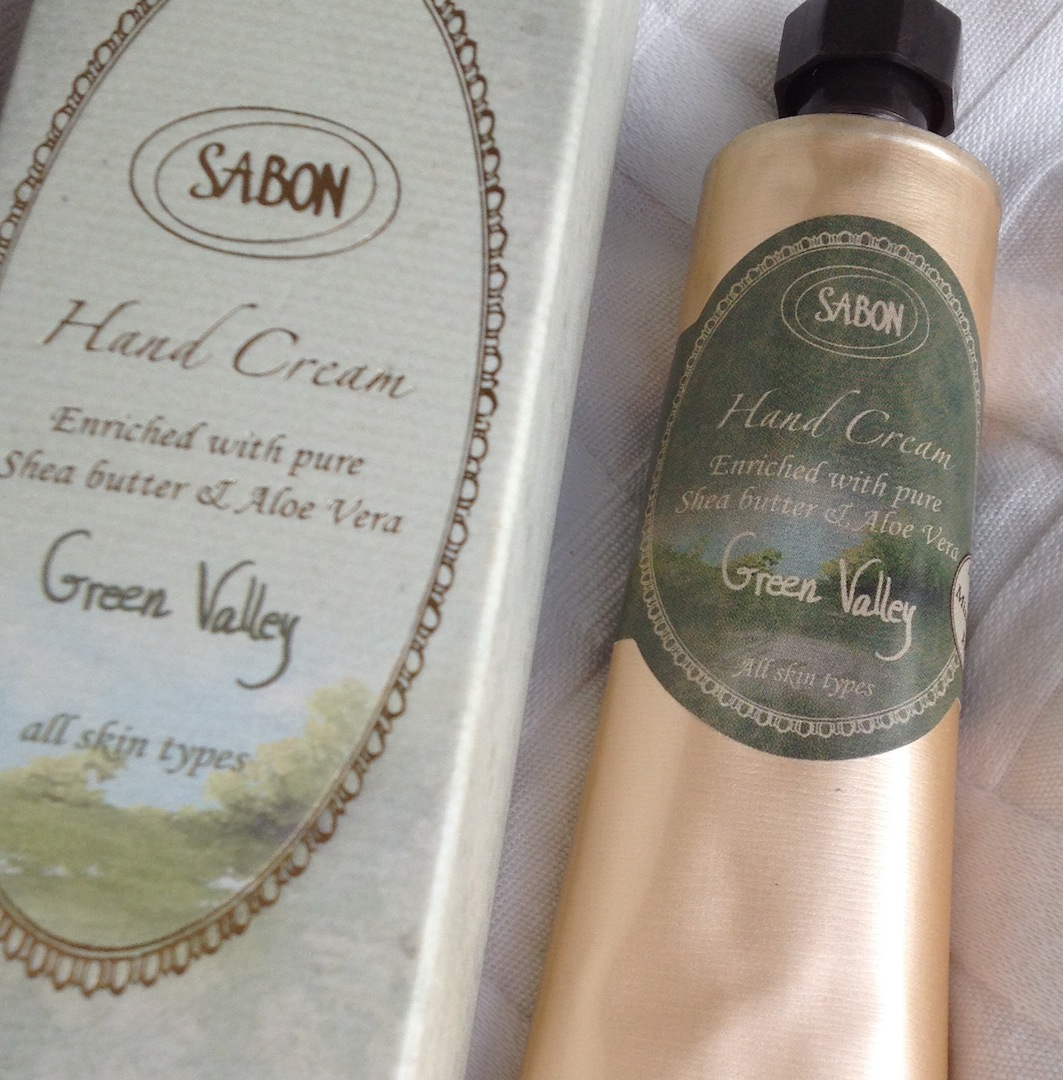 SABON
Hand Cream
Enriched with pure
Shea butter & Aloe Vera
Green Valley
all skin types
SABON
Hand Cream
Enriched with pure
Shea butter & Aloe Vera
Green Valley
All skin types